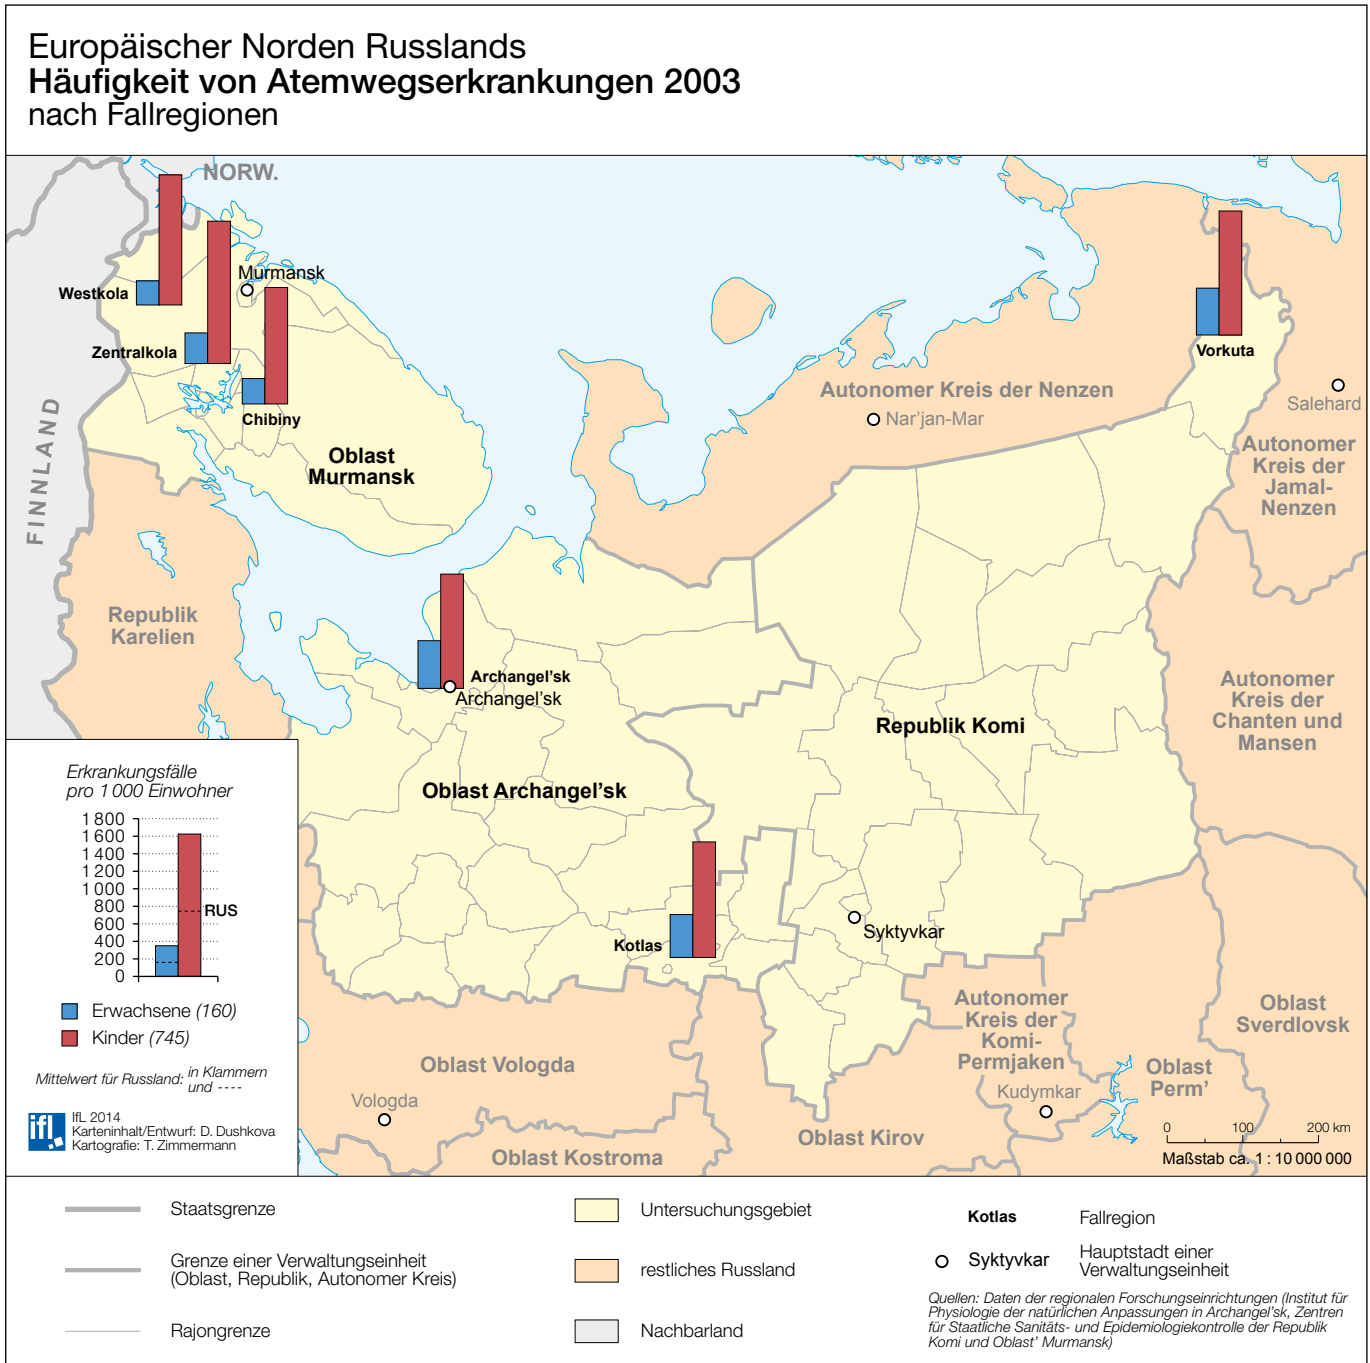 Europäischer Norden Russlands
Häufigkeit von Atemwegserkrankungen 2003
nach Fallregionen
NORW.
Murmansk
Westkola
Zentralkola
Chibiny
Oblast
Murmansk
FINNLAND
Vorkuta
Autonomer Kreis der Nenzen
Nar'jan-Mar
Salehard
Autonomer
Kreis der
Jamal-
Nenzen
Republik
Karelien
Archangel'sk
Archangel'sk
Autonomer
Kreis der
Chanten und
Mansen
Republik Komi
Oblast Archangel'sk
Kotlas
Syktyvkar
Autonomer
Kreis der
Komi-
Permjaken
Oblast
Sverdlovsk
Oblast Vologda
Oblast
Perm'
Kudymkar
Vologda
Oblast Kirov
Oblast Kostroma
0 100 200 km
Maßstab ca. 1 : 10 000 000
Erkrankungsfälle
pro 1 000 Einwohner
1 800
1 600
1 400
1 200
1 000
800
600
400
200
0
RUS
Erwachsene (160)
Kinder (745)
Mittelwert für Russland: in Klammern
und ----
ifl
IfL 2014
Karteninhalt/Entwurf: D. Dushkova
Kartografie: T. Zimmermann
Staatsgrenze
Grenze einer Verwaltungseinheit
(Oblast, Republik, Autonomer Kreis)
Rajongrenze
Untersuchungsgebiet
restliches Russland
Nachbarland
Kotlas Fallregion
Syktyvkar Hauptstadt einer
Verwaltungseinheit
Quellen: Daten der regionalen Forschungseinrichtungen (Institut für
Physiologie der natürlichen Anpassungen in Archangel'sk, Zentren
für Staatliche Sanitäts- und Epidemiologiekontrolle der Republik
Komi und Oblast' Murmansk)